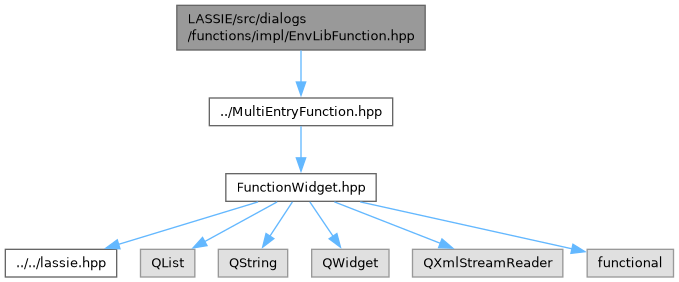 LASSIE/src/dialogs
/functions/impl/EnvLibFunction.hpp
../MultiEntryFunction.hpp
FunctionWidget.hpp
../../lassie.hpp
QList
QString
QWidget
QXmlStreamReader
functional